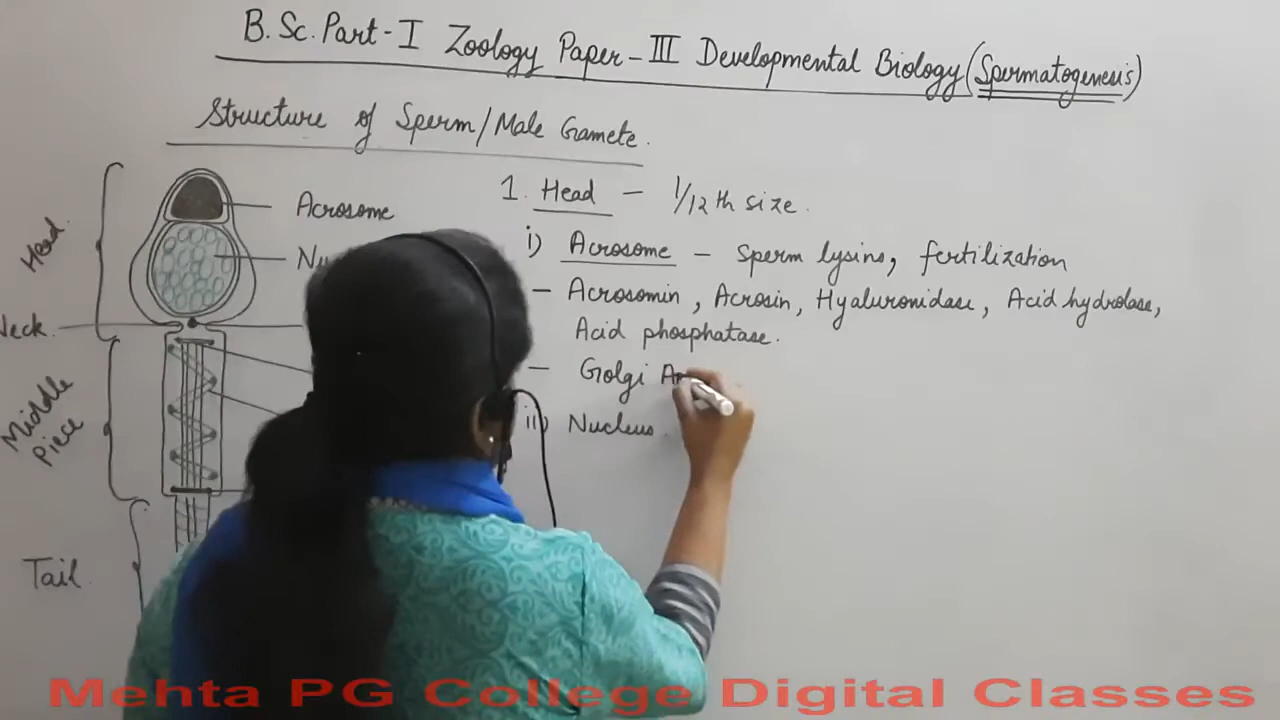 B.Sc. Part-I Zoology Paper-III Developmental Biology (Spermatogenesis)
Structure of Sperm/Male Gamete.
Head
Acrosome
Neck
Middle Piece
Tail
1. Head - 1/12th size.
i) Acrosome - Sperm lysins, fertilization
- Acrosomin, Acrosin, Hyaluronidase, Acid hydrolase,
Acid phosphatase.
- Golgi
ii) Nucleus.
Mehta PG College Digital Classes